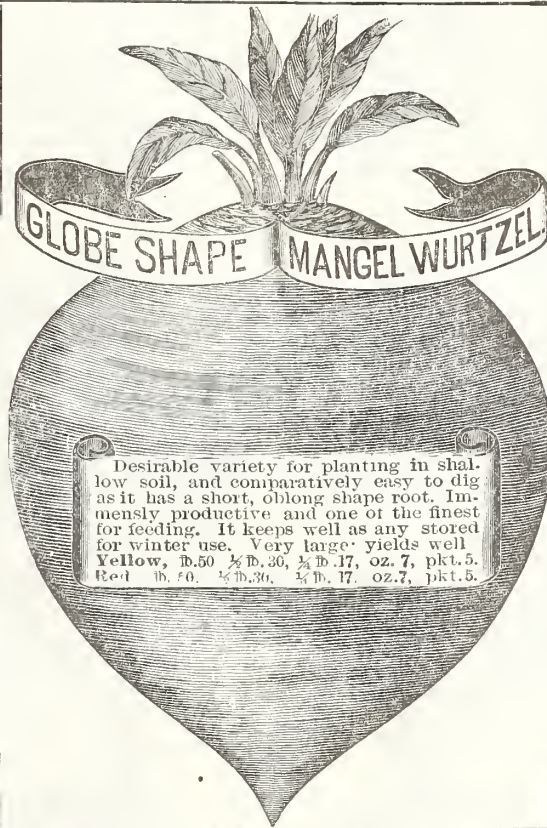 GLOBE SHAPE MANGEL WURTZEL.
Desirable variety for planting in shal-
low soil, and comparatively easy to dig
as it has a short, oblong shape root. Im-
mensly productive and one of the finest
for feeding. It keeps well as any stored
for winter use. Very large yields well
Yellow, lb.50 ½ lb.30, ¼ lb.17, oz. 7, pkt.5.
Red lb. 50. ½ lb.30. ¼ lb. 17. oz.7, pkt.5.